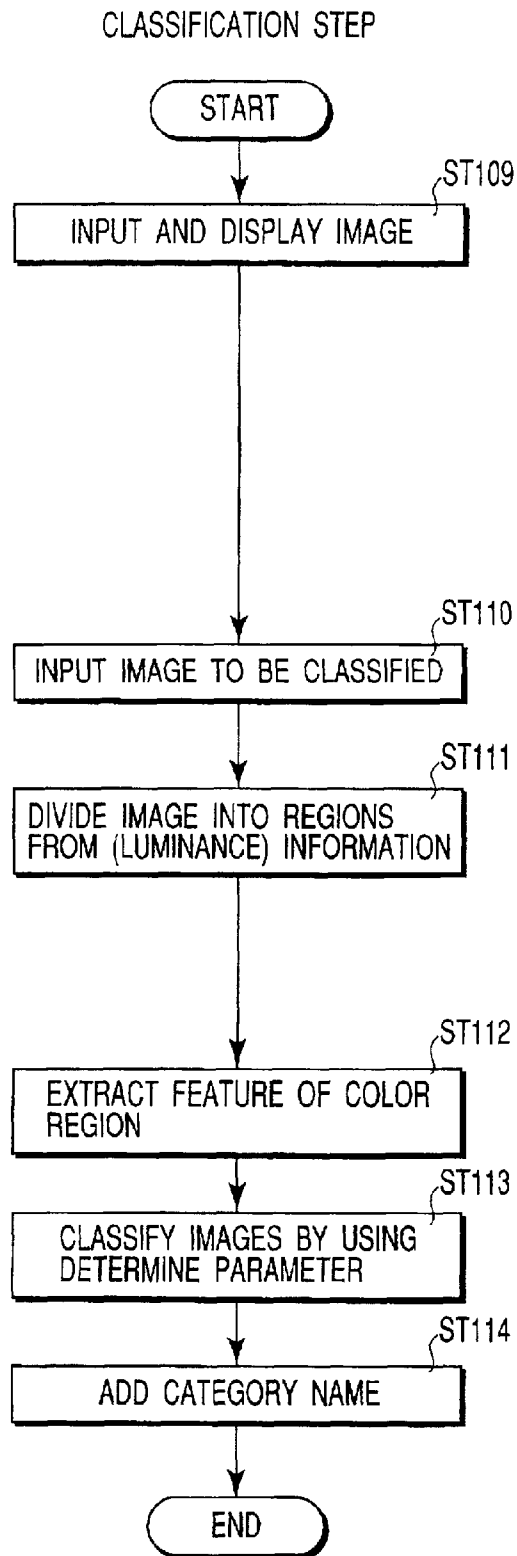 CLASSIFICATION STEP
START
ST109
INPUT AND DISPLAY IMAGE
ST110
INPUT IMAGE TO BE CLASSIFIED
ST111
DIVIDE IMAGE INTO REGIONS
FROM (LUMINANCE) INFORMATION
ST112
EXTRACT FEATURE OF COLOR
REGION
ST113
CLASSIFY IMAGES BY USING
DETERMINE PARAMETER
ST114
ADD CATEGORY NAME
END